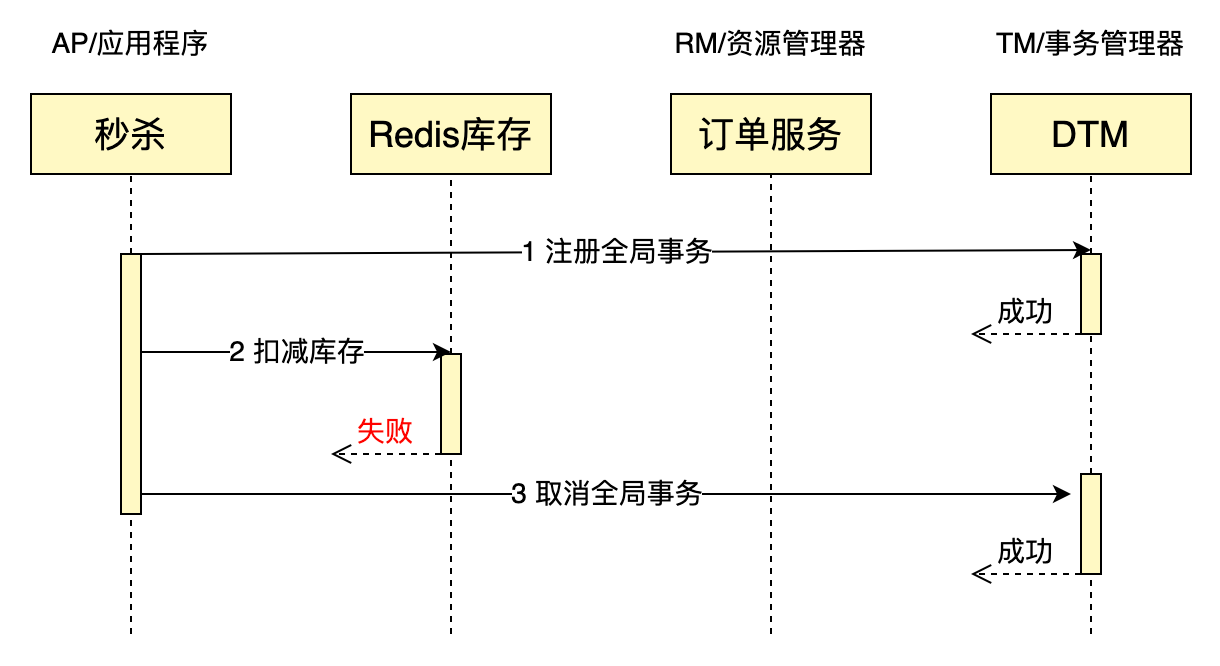 AP/应用程序
RM/资源管理器
TM/事务管理器
秒杀
Redis库存
订单服务
DTM
1 注册全局事务
成功
2 扣减库存
失败
3 取消全局事务
成功